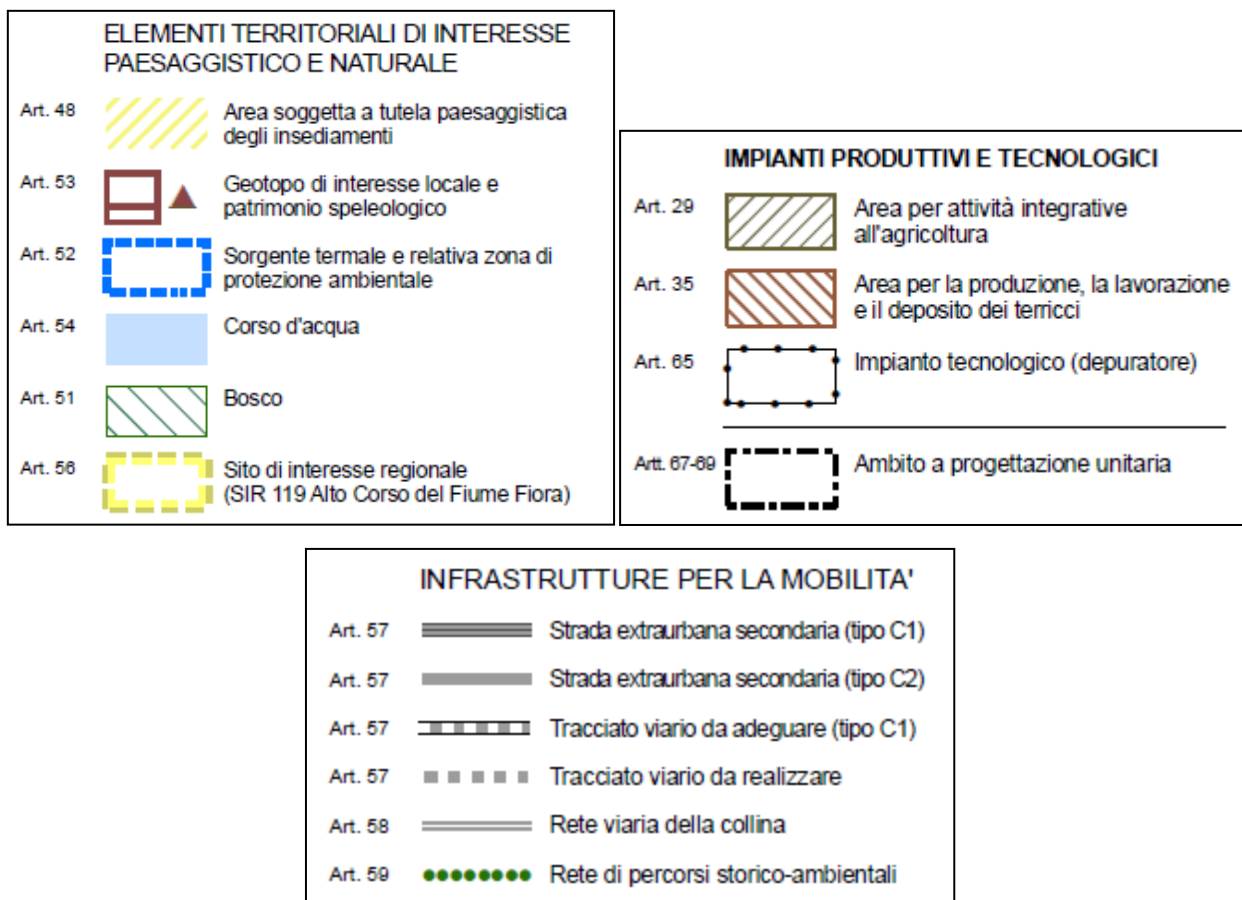 ELEMENTI TERRITORIALI DI INTERESSE
PAESAGGISTICO E NATURALE
Art. 48 Area soggetta a tutela paesaggistica
degli insediamenti
Art. 53 Geotopo di interesse locale e
patrimonio speleologico
Art. 52 Sorgente termale e relativa zona di
protezione ambientale
Art. 54 Corso d'acqua
Art. 51 Bosco
Art. 56 Sito di interesse regionale
(SIR 119 Alto Corso del Fiume Fiora)
IMPIANTI PRODUTTIVI E TECNOLOGICI
Art. 29 Area per attività integrative
all'agricoltura
Art. 35 Area per la produzione, la lavorazione
e il deposito dei terricci
Art. 65 Impianto tecnologico (depuratore)
Artt. 67-69 Ambito a progettazione unitaria
INFRASTRUTTURE PER LA MOBILITA'
Art. 57 Strada extraurbana secondaria (tipo C1)
Art. 57 Strada extraurbana secondaria (tipo C2)
Art. 57 Tracciato viario da adeguare (tipo C1)
Art. 57 Tracciato viario da realizzare
Art. 58 Rete viaria della collina
Art. 59 Rete di percorsi storico-ambientali